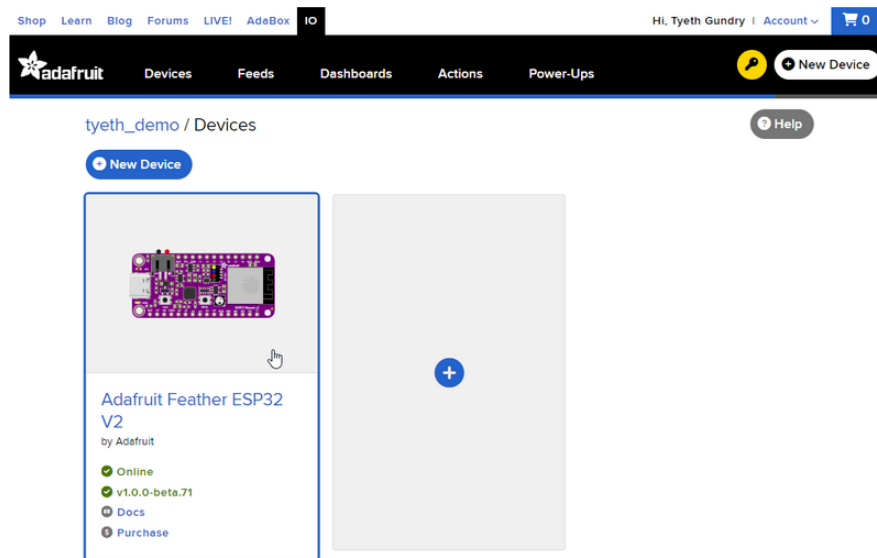 Shop Learn Blog Forums LIVE! AdaBox IO Hi, Tyeth Gundry | Account 0
adafruit Devices Feeds Dashboards Actions Power-Ups New Device
tyeth_demo / Devices Help
New Device
Adafruit Feather ESP32
V2
by Adafruit
Online
v1.0.0-beta.71
Docs
Purchase